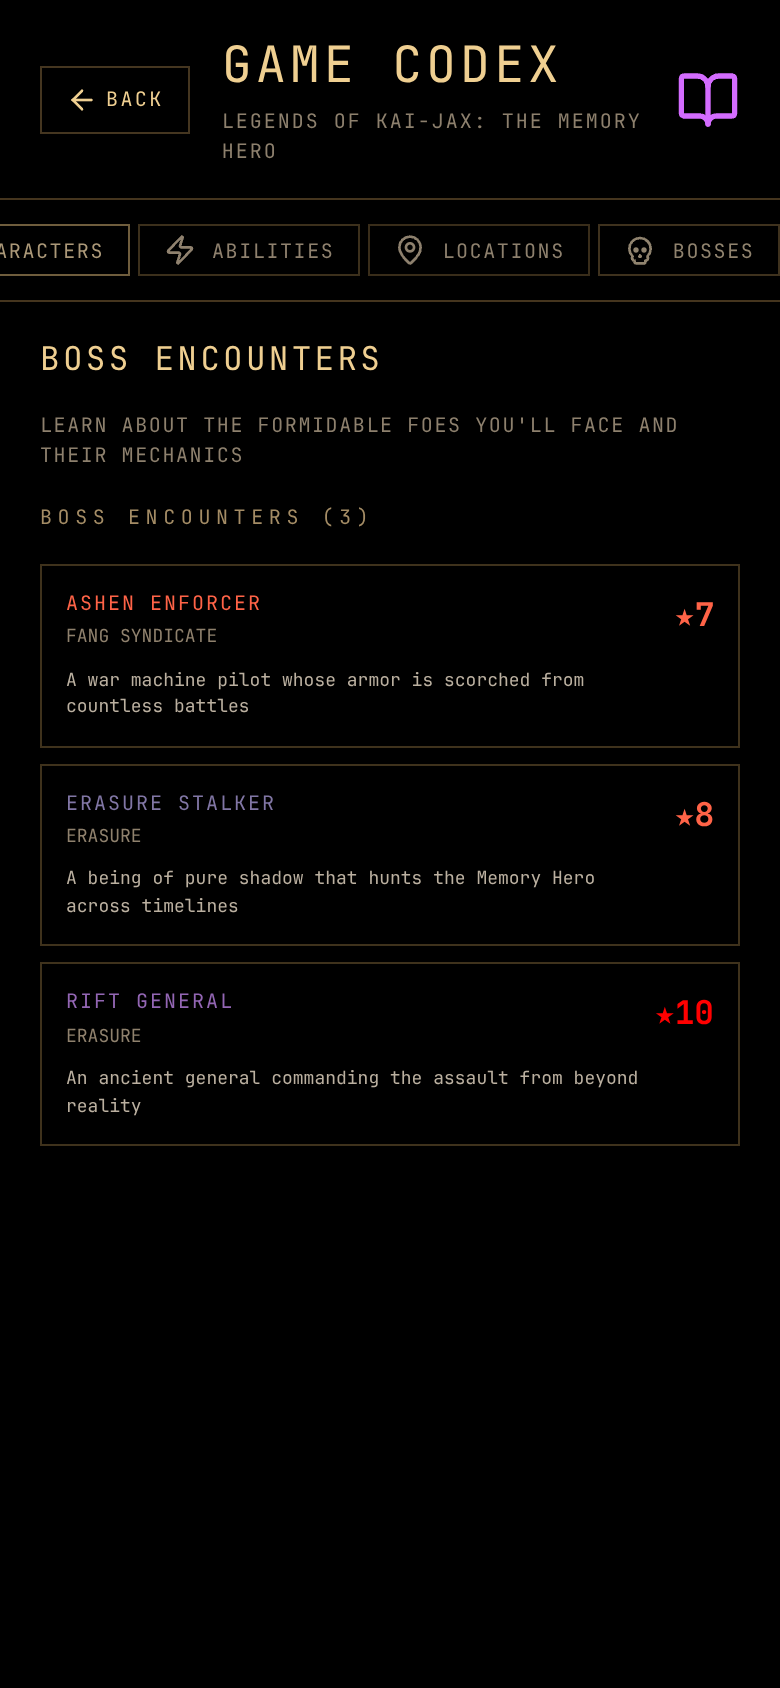 BACK
GAME CODEX
LEGENDS OF KAI-JAX: THE MEMORY
HERO
ARACTERS
ABILITIES
LOCATIONS
BOSSES
BOSS ENCOUNTERS
LEARN ABOUT THE FORMIDABLE FOES YOU'LL FACE AND
THEIR MECHANICS
BOSS ENCOUNTERS (3)
ASHEN ENFORCER
★7
FANG SYNDICATE
A war machine pilot whose armor is scorched from
countless battles
ERASURE STALKER
★8
ERASURE
A being of pure shadow that hunts the Memory Hero
across timelines
RIFT GENERAL
★10
ERASURE
An ancient general commanding the assault from beyond
reality